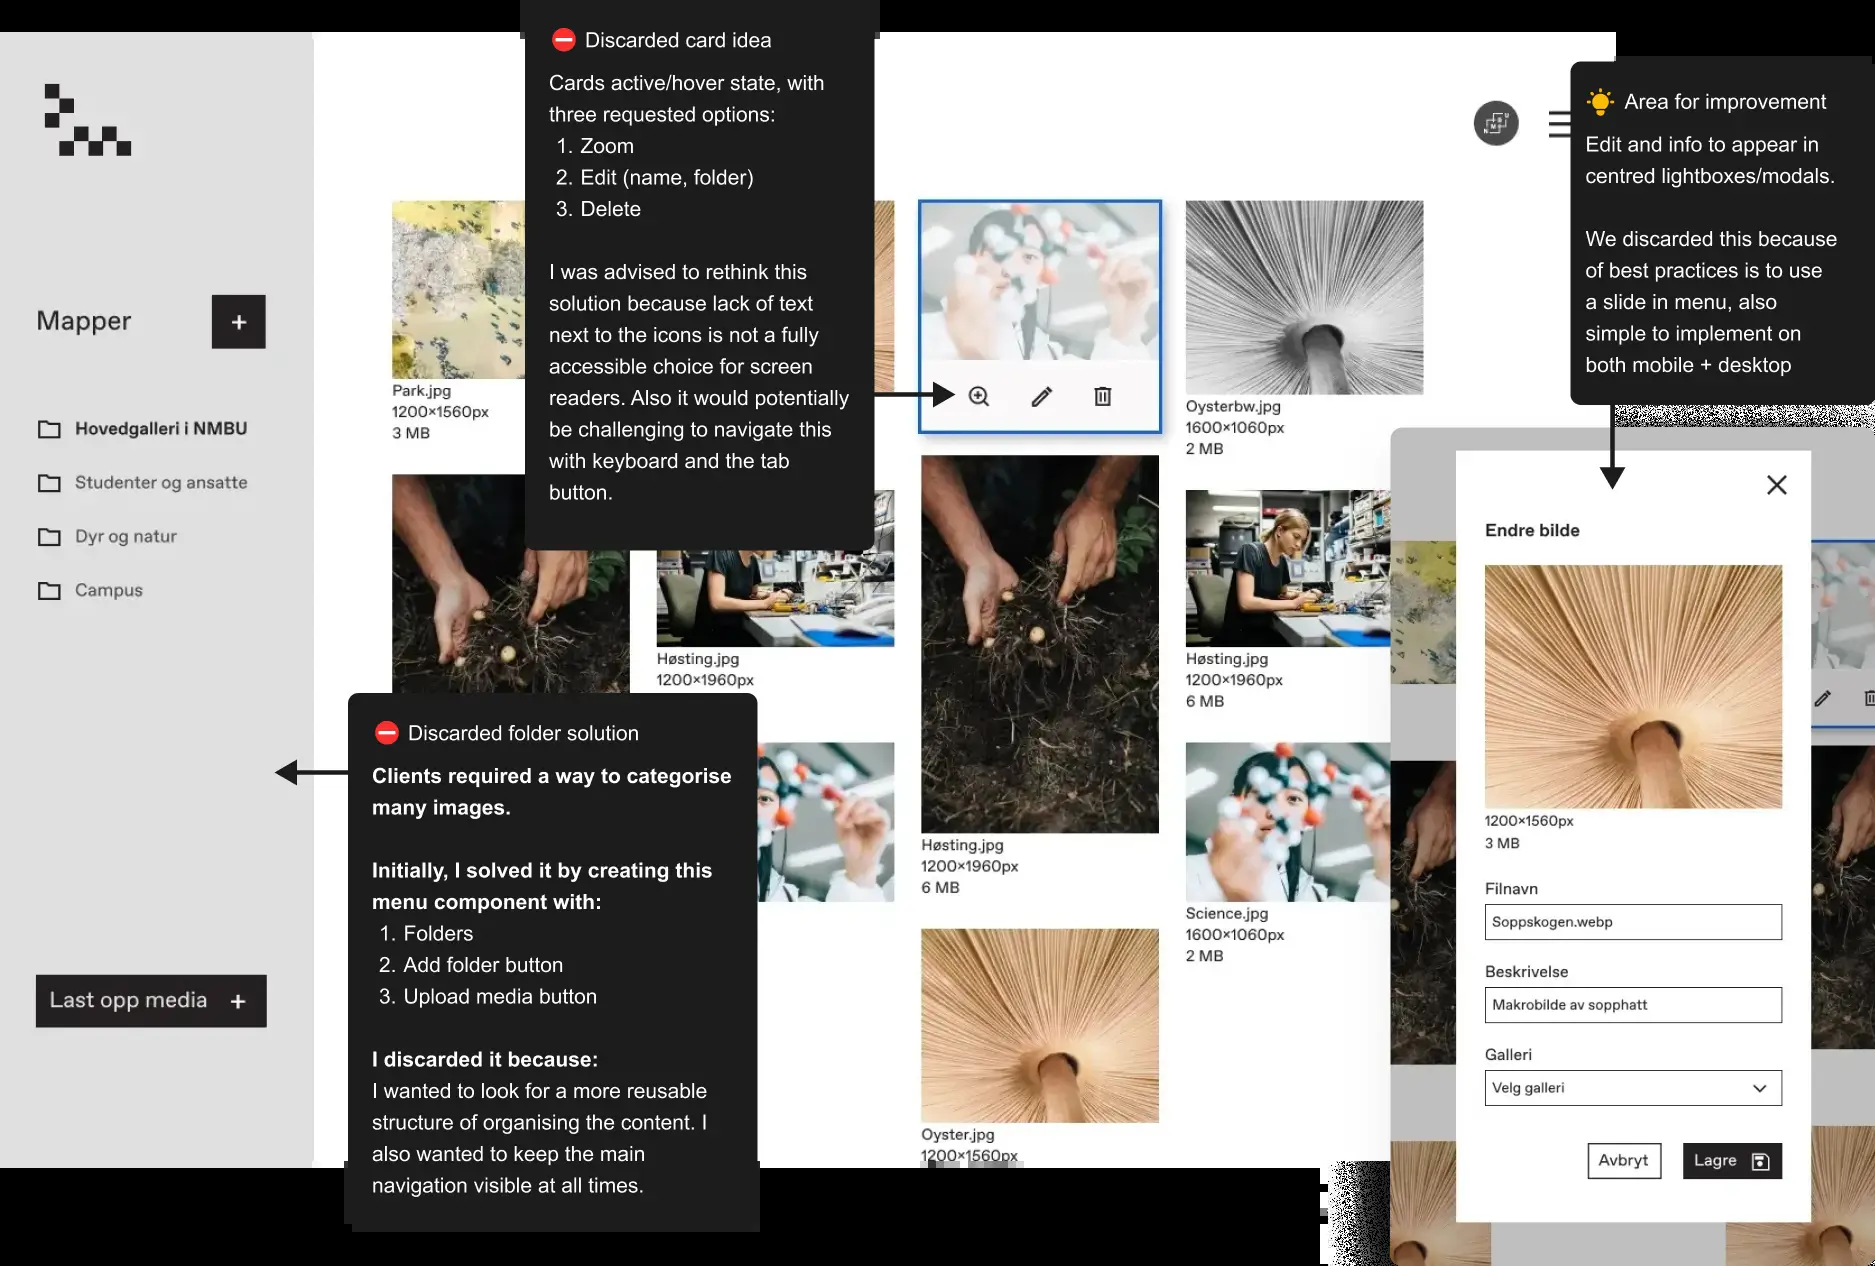 Discarded card idea
Cards active/hover state, with
three requested options:
1. Zoom
2. Edit (name, folder)
3. Delete
I was advised to rethink this
solution because lack of text
next to the icons is not a fully
accessible choice for screen
readers. Also it would potentially
be challenging to navigate this
with keyboard and the tab
button.
Area for improvement
Edit and info to appear in
centred lightboxes/modals.
We discarded this because
of best practices is to use
a slide in menu, also
simple to implement on
both mobile + desktop
Mapper
+
Hovedgalleri i NMBU
Studenter og ansatte
Dyr og natur
Campus
Last opp media +
Park.jpg
1200×1560px
3 MB
Oysterbw.jpg
1600×1060px
2 MB
Høsting.jpg
1200×1960px
Høsting.jpg
1200×1960px
6 MB
Høsting.jpg
1200×1960px
6 MB
Science.jpg
1600×1060px
2 MB
Oyster.jpg
1200×1560px
Discarded folder solution
Clients required a way to categorise
many images.
Initially, I solved it by creating this
menu component with:
1. Folders
2. Add folder button
3. Upload media button
I discarded it because:
I wanted to look for a more reusable
structure of organising the content. I
also wanted to keep the main
navigation visible at all times.
Endre bilde
1200×1560px
3 MB
Filnavn
Soppskogen.webp
Beskrivelse
Makrobilde av sopphatt
Galleri
Velg galleri
Avbryt
Lagre